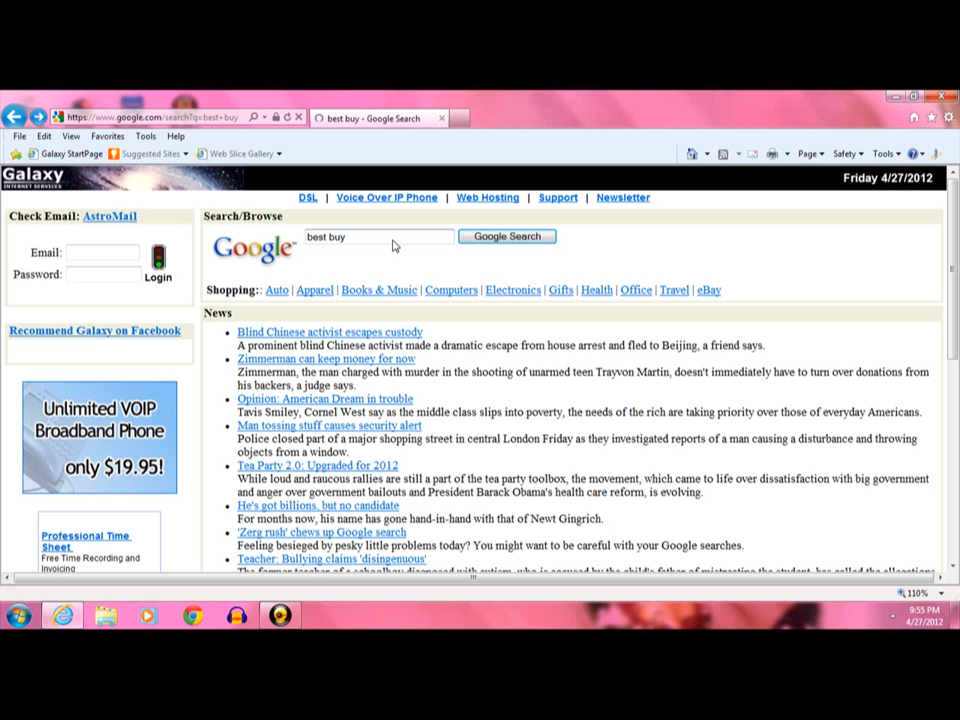 https://www.google.com/search?q=best+buy
best buy - Google Search
File Edit View Favorites Tools Help
Galaxy StartPage Suggested Sites Web Slice Gallery Page Safety Tools
Galaxy
INTERNET SERVICES
Friday 4/27/2012
DSL | Voice Over IP Phone | Web Hosting | Support | Newsletter
Check Email: AstroMail
Email:
Password:
Login
Recommend Galaxy on Facebook
Unlimited VOIP
Broadband Phone
only $19.95!
Professional Time
Sheet
Free Time Recording and
Invoicing
Search/Browse
Google™ best buy Google Search
Shopping:: Auto | Apparel | Books & Music | Computers | Electronics | Gifts | Health | Office | Travel | eBay
News
Blind Chinese activist escapes custody
A prominent blind Chinese activist made a dramatic escape from house arrest and fled to Beijing, a friend says.
Zimmerman can keep money for now
Zimmerman, the man charged with murder in the shooting of unarmed teen Trayvon Martin, doesn't immediately have to turn over donations from
his backers, a judge says.
Opinion: American Dream in trouble
Tavis Smiley, Cornel West say as the middle class slips into poverty, the needs of the rich are taking priority over those of everyday Americans.
Man tossing stuff causes security alert
Police closed part of a major shopping street in central London Friday as they investigated reports of a man causing a disturbance and throwing
objects from a window.
Tea Party 2.0: Upgraded for 2012
While loud and raucous rallies are still a part of the tea party toolbox, the movement, which came to life over dissatisfaction with big government
and anger over government bailouts and President Barack Obama's health care reform, is evolving.
He's got billions, but no candidate
For months now, his name has gone hand-in-hand with that of Newt Gingrich.
'Zerg rush' chews up Google search
Feeling besieged by pesky little problems today? You might want to be careful with your Google searches.
Teacher: Bullying claims 'disingenuous'
110%
9:55 PM
4/27/2012